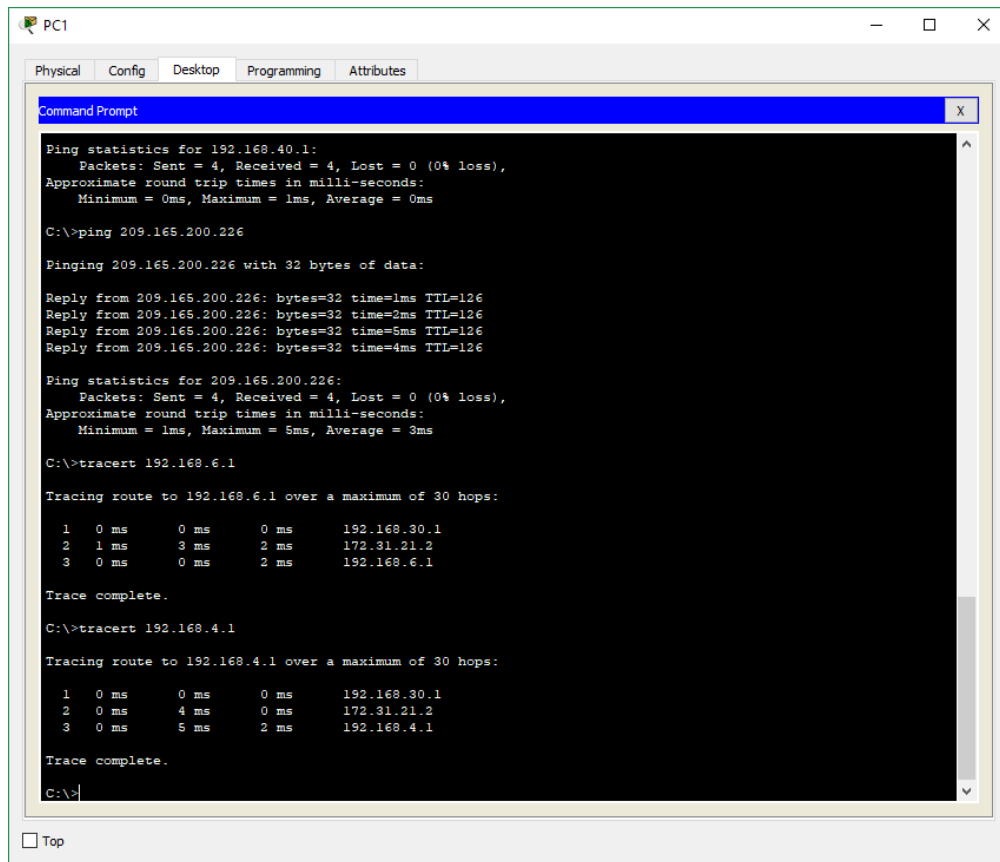 PC1
Physical Config Desktop Programming Attributes
Command Prompt X
Ping statistics for 192.168.40.1:
Packets: Sent = 4, Received = 4, Lost = 0 (0% loss),
Approximate round trip times in milli-seconds:
Minimum = 0ms, Maximum = 1ms, Average = 0ms
C:\>ping 209.165.200.226
Pinging 209.165.200.226 with 32 bytes of data:
Reply from 209.165.200.226: bytes=32 time=1ms TTL=126
Reply from 209.165.200.226: bytes=32 time=2ms TTL=126
Reply from 209.165.200.226: bytes=32 time=5ms TTL=126
Reply from 209.165.200.226: bytes=32 time=4ms TTL=126
Ping statistics for 209.165.200.226:
Packets: Sent = 4, Received = 4, Lost = 0 (0% loss),
Approximate round trip times in milli-seconds:
Minimum = 1ms, Maximum = 5ms, Average = 3ms
C:\>tracert 192.168.6.1
Tracing route to 192.168.6.1 over a maximum of 30 hops:
1 0 ms 0 ms 0 ms 192.168.30.1
2 1 ms 3 ms 2 ms 172.31.21.2
3 0 ms 0 ms 2 ms 192.168.6.1
Trace complete.
C:\>tracert 192.168.4.1
Tracing route to 192.168.4.1 over a maximum of 30 hops:
1 0 ms 0 ms 0 ms 192.168.30.1
2 0 ms 4 ms 0 ms 172.31.21.2
3 0 ms 5 ms 2 ms 192.168.4.1
Trace complete.
C:\>
Top